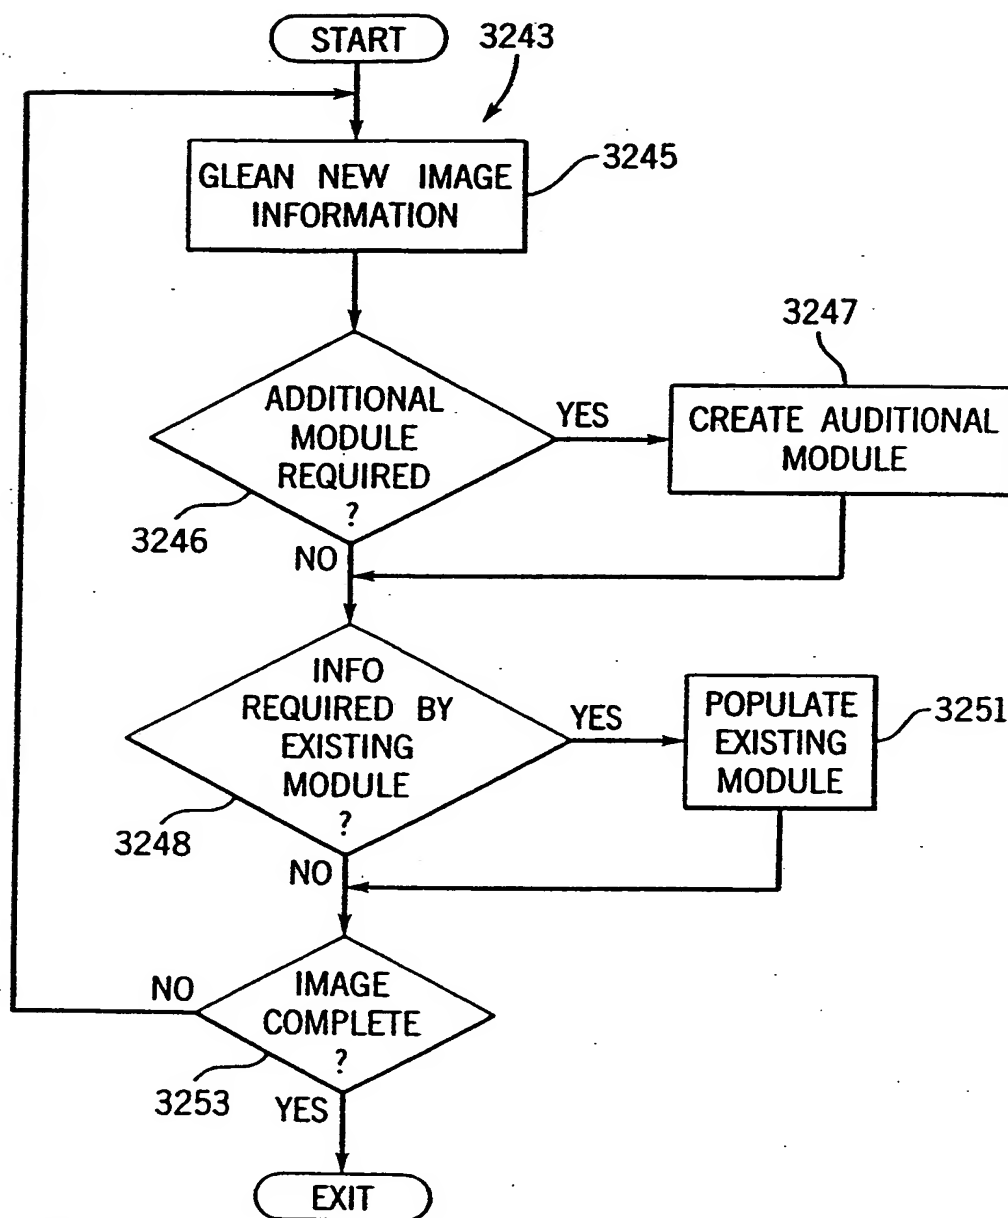 START
3243
GLEAN NEW IMAGE
INFORMATION
3245
3247
ADDITIONAL
MODULE
REQUIRED
?
YES
CREATE AUDITIONAL
MODULE
3246
NO
INFO
REQUIRED BY
EXISTING
MODULE
?
YES
POPULATE
EXISTING
MODULE
3251
3248
NO
IMAGE
COMPLETE
?
NO
3253
YES
EXIT